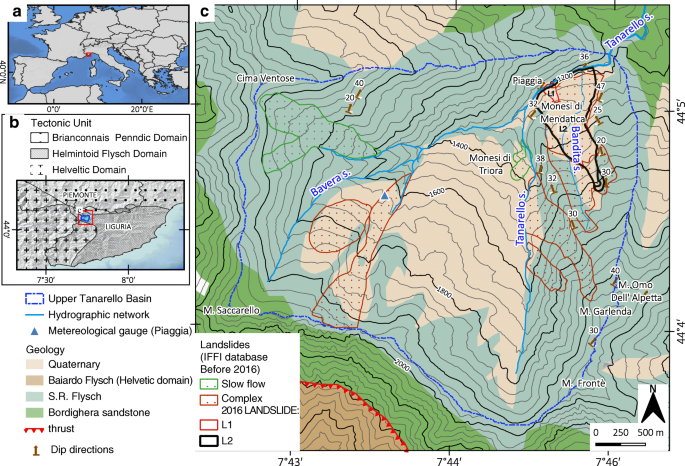 a
40°0'N
0°0'
20°0'E
b
Tectonic Unit
Brianconnais Penndic Domain
Helmintoid Flysch Domain
Helveltic Domain
PIEMONTE
LIGURIA
44°0'
7°30'
8°0'
Upper Tanarello Basin
Hydrographic network
Metereological gauge (Piaggia)
Geology
Quaternary
Baiardo Flysch (Helvetic domain)
S.R. Flysch
Bordighera sandstone
thrust
Dip directions
c
Tanarello s.
Cima Ventose
40
20
36
Piaggia
1200
47
L1
32
Monesi di
Mendatica
25
L2
Bandita s.
20
1400
Monesi di
Triora
38
30
32
Bavera s.
1600
Tanarello s.
30
1800
40
M. Omo
Dell' Alpetta
M. Garlenda
30
M. Saccarello
2000
M. Frontè
44°5'
44°4'
Landslides
(IFFI database
Before 2016)
Slow flow
Complex
2016 LANDSLIDE:
L1
L2
N
0 250 500 m
7°43'
7°44'
7°46'